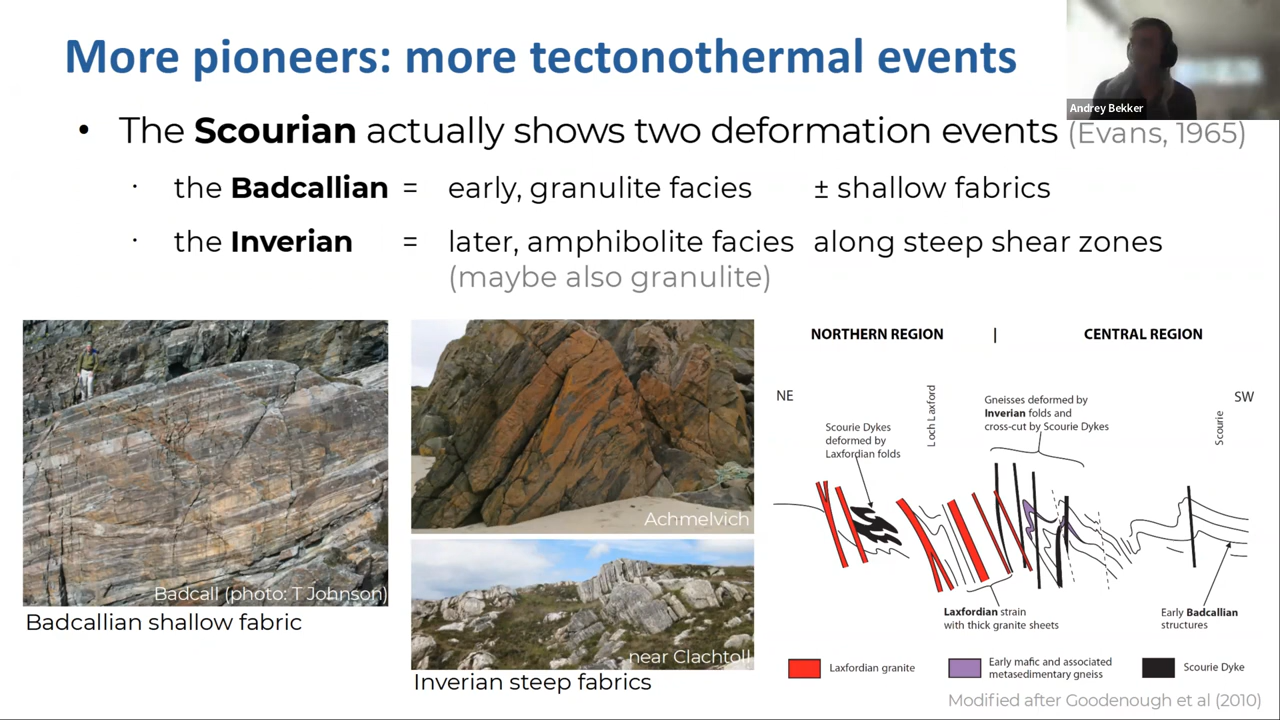 More pioneers: more tectonothermal events
Andrey Bekker
• The Scourian actually shows two deformation events (Evans, 1965)
· the Badcallian = early, granulite facies ± shallow fabrics
· the Inverian = later, amphibolite facies along steep shear zones
(maybe also granulite)
Badcall (photo: T Johnson)
Badcallian shallow fabric
Achmelvich
near Clachtoll
Inverian steep fabrics
NORTHERN REGION | CENTRAL REGION
NE
SW
Loch Laxford
Scourie
Gneisses deformed by
Inverian folds and
cross-cut by Scourie Dykes
Scourie Dykes
deformed by
Laxfordian folds
Laxfordian strain
with thick granite sheets
Early Badcallian
structures
Laxfordian granite
Early mafic and associated
metasedimentary gneiss
Scourie Dyke
Modified after Goodenough et al (2010)